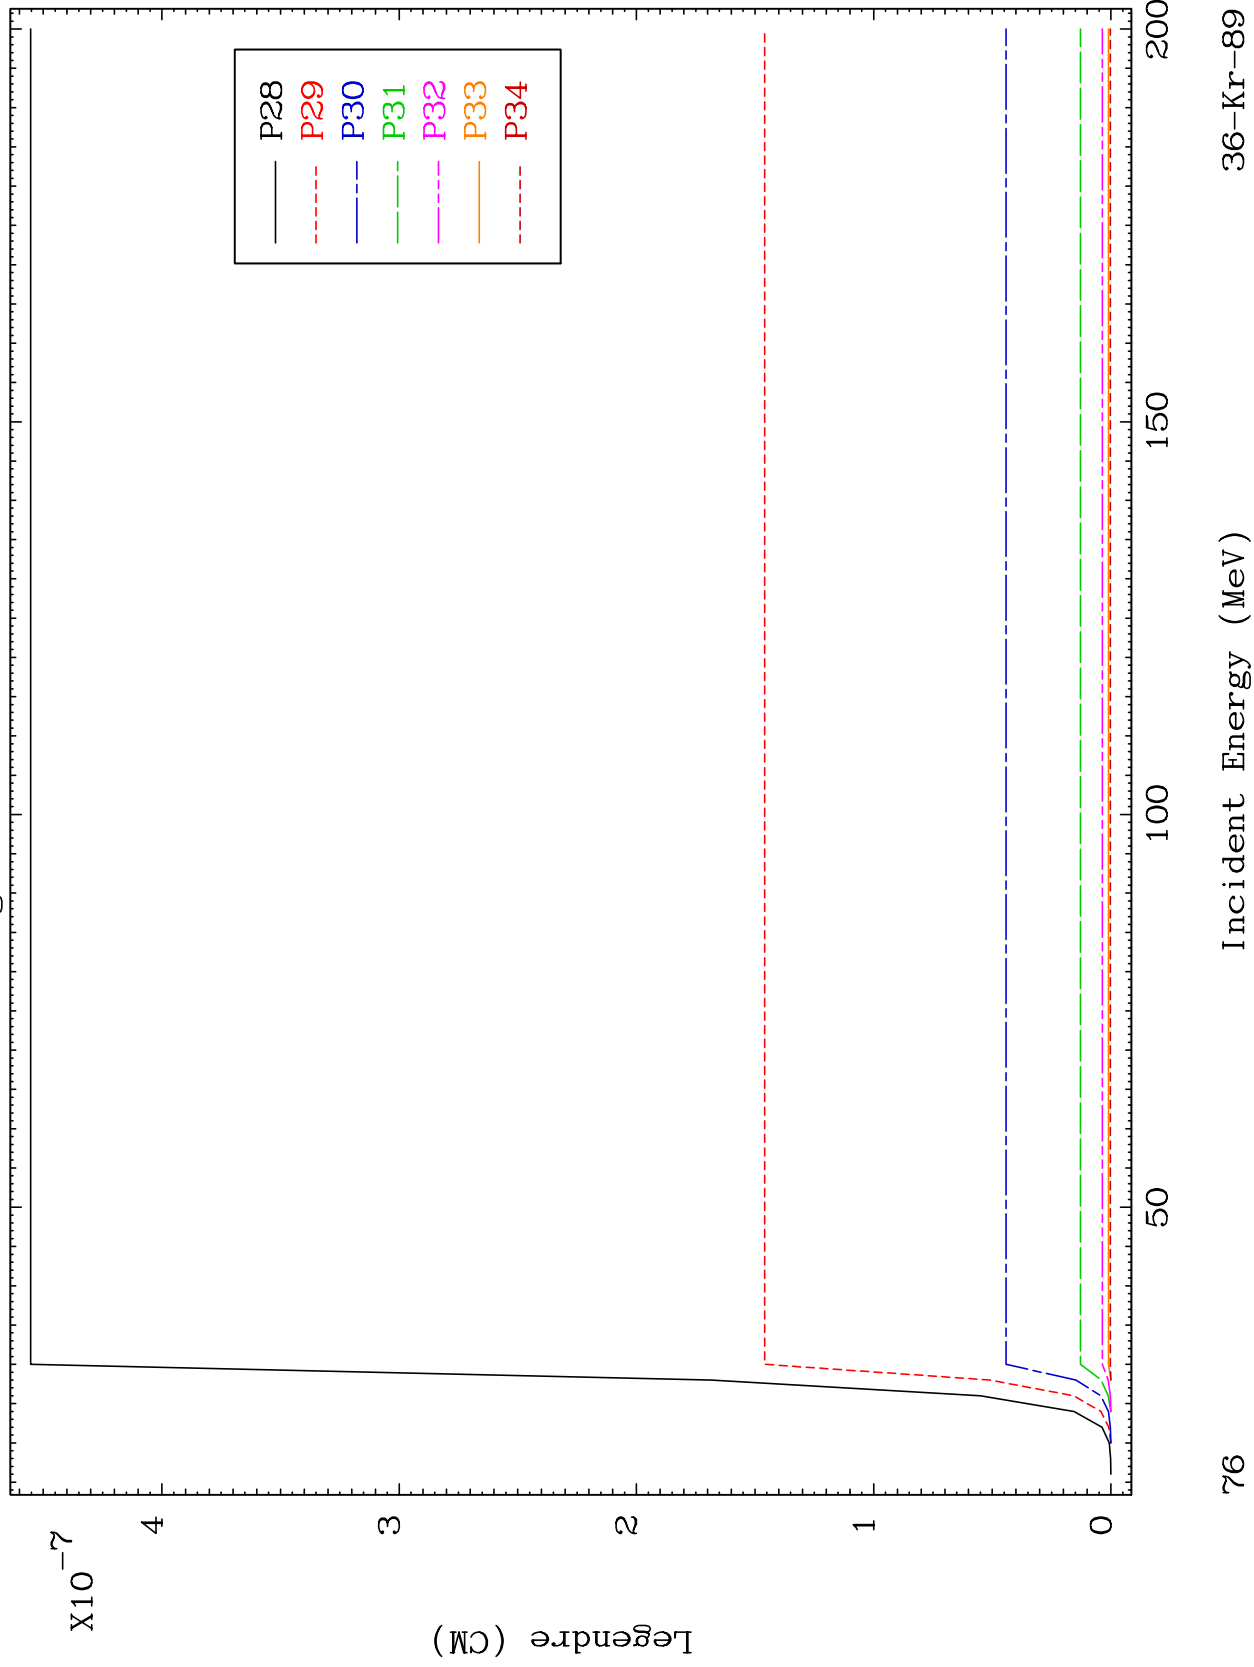 X10-7
Legendre (CM)
4
3
2
1
0
P28
P29
P30
P31
P32
P33
P34
50
100
150
200
76
Incident Energy (MeV)
36-Kr-89